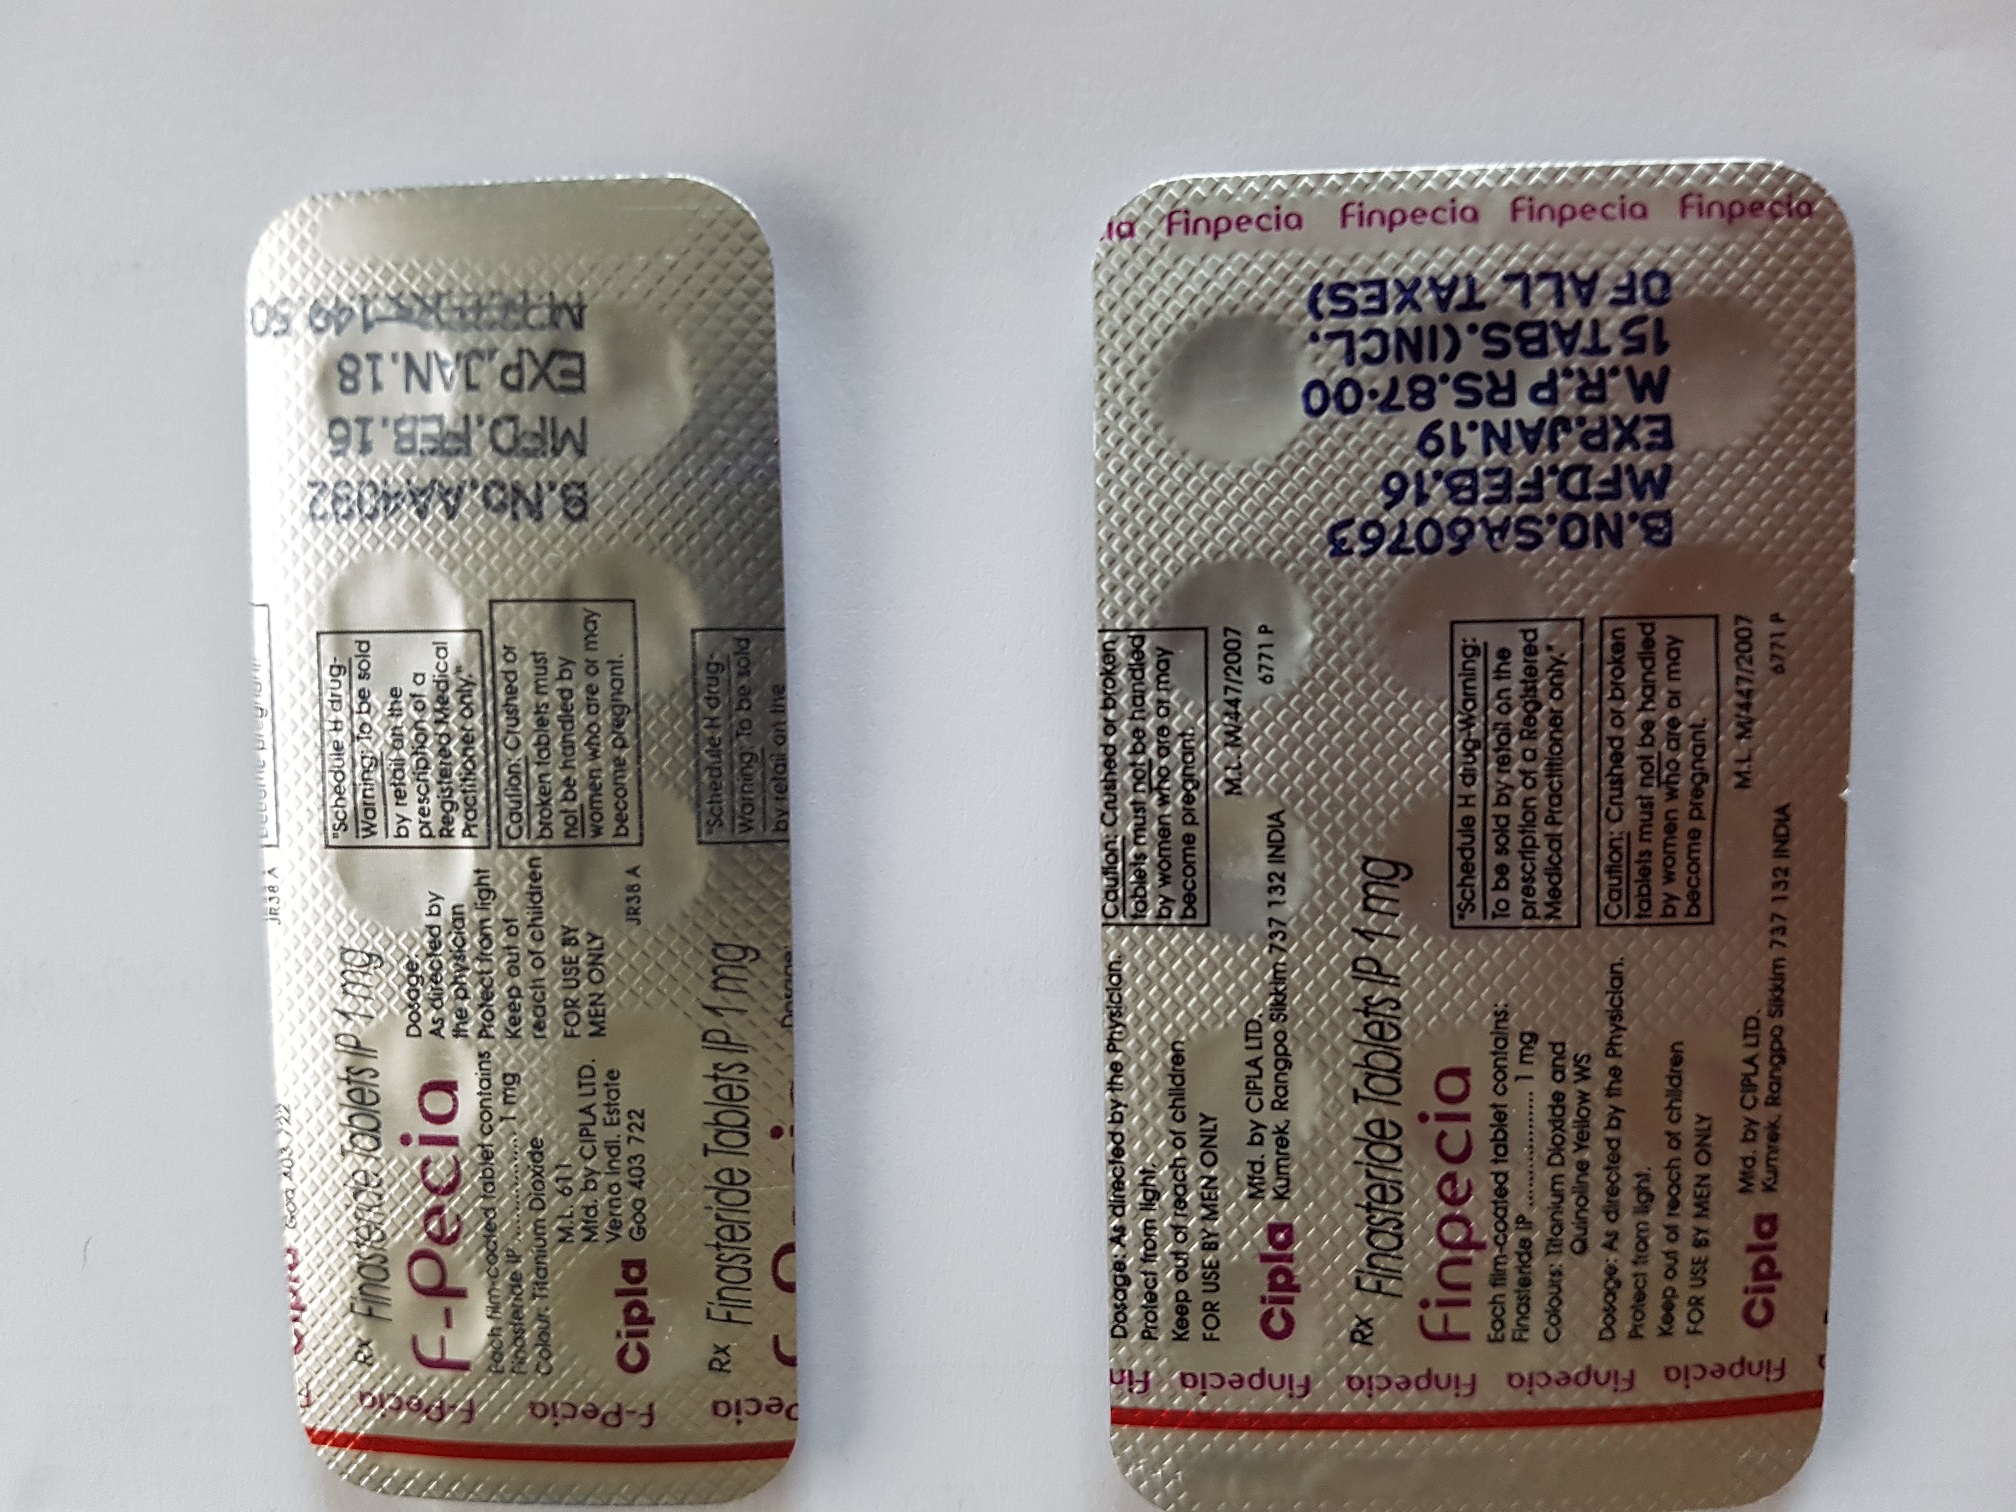 M.R.P.Rs.149.50
EXP.JAN.18
MFD.FEB.16
B.No.AA4092
Rx Finasteride Tablets IP 1 mg
F-Pecia
Each film-coated tablet contains
Finasteride IP ................ 1 mg
Colour: Titanium Dioxide
M.L. 611
Mfd. by CIPLA LTD.
Verna Indl. Estate
Cipla Goa 403 722
Dosage:
As directed by
the physician
Protect from light
Keep out of
reach of children
FOR USE BY
MEN ONLY
JR38 A
"Schedule H drug-
Warning: To be sold
by retail on the
prescription of a
Registered Medical
Practitioner only."
Caution: Crushed or
broken tablets must
not be handled by
women who are or may
become pregnant.
Goa 403 722
JR38 A
become pregnant.
Rx Finasteride Tablets IP 1 mg
"Schedule H drug-
Warning: To be sold
by retail on the
Dosage:
F-Pecia F-Pecia Pecia
ia Finpecia Finpecia Finpecia Finpecia
B.NO.SA60763
MFD.FEB.16
EXP.JAN.19
M.R.P RS.87.00
15 TABS.(INCL.
OF ALL TAXES)
Dosage: As directed by the Physician.
Protect from light.
Keep out of reach of children
FOR USE BY MEN ONLY
Mfd. by CIPLA LTD.
Cipla Kumrek, Rangpo Sikkim 737 132 INDIA
Caution: Crushed or broken
tablets must not be handled
by women who are or may
become pregnant.
M.L. M/447/2007
6771 P
Rx Finasteride Tablets IP 1 mg
Finpecia
Each film-coated tablet contains:
Finasteride IP ................ 1 mg
Colours: Titanium Dioxide and
Quinoline Yellow WS
Dosage: As directed by the Physician.
Protect from light.
Keep out of reach of children
FOR USE BY MEN ONLY
Mfd. by CIPLA LTD.
Cipla Kumrek, Rangpo Sikkim 737 132 INDIA
"Schedule H drug-Warning:
To be sold by retail on the
prescription of a Registered
Medical Practitioner only."
Caution: Crushed or broken
tablets must not be handled
by women who are or may
become pregnant.
M.L. M/447/2007
6771 P
Finpecia Finpecia Finpecia Finpecia Fin